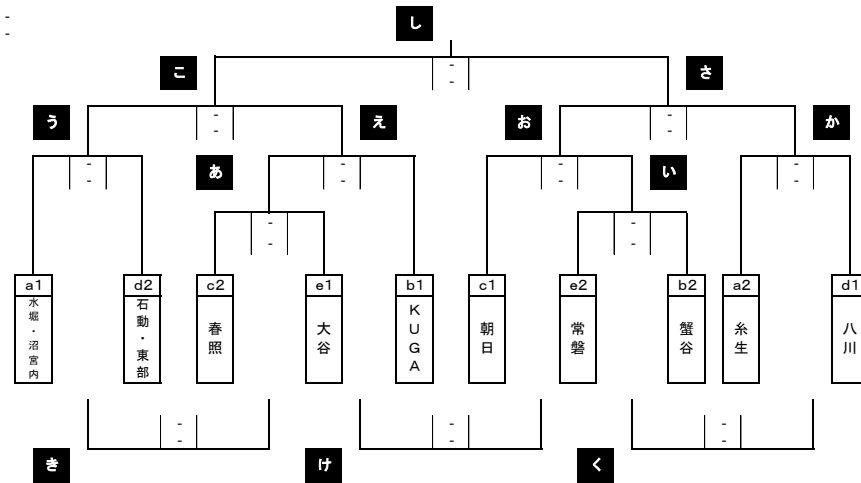 -
-
し
こ
-
-
さ
う
-
-
え
お
-
-
か
-
-
あ
-
-
-
-
い
-
-
-
-
-
-
a1
d2
c2
e1
b1
c1
e2
b2
a2
d1
水堀・沼宮内
石動・東部
春照
大谷
KUGA
朝日
常磐
蟹谷
糸生
八川
-
-
-
-
-
-
き
け
く